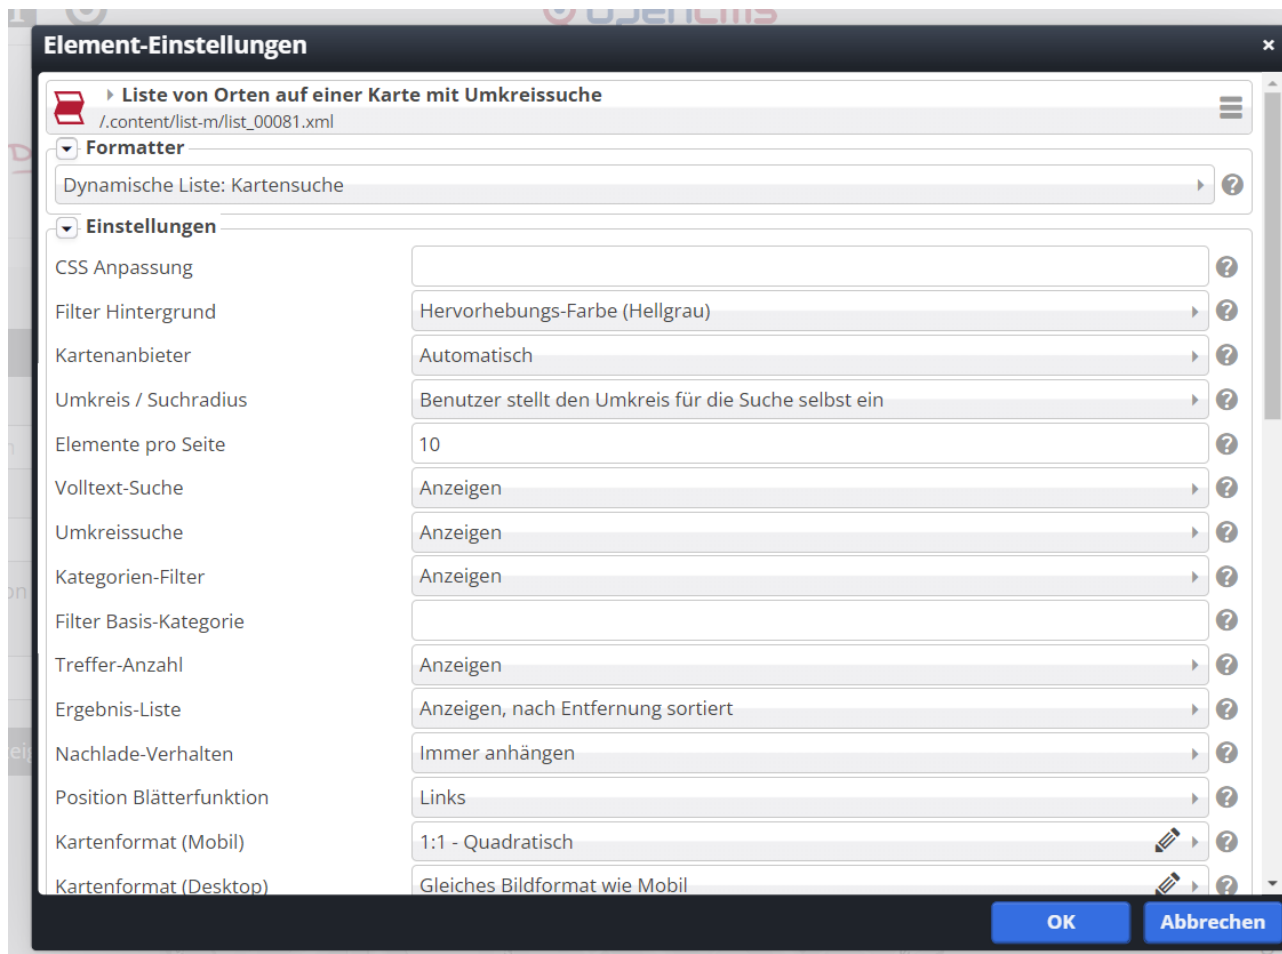 opencms
Element-Einstellungen
Liste von Orten auf einer Karte mit Umkreissuche
/.content/list-m/list_00081.xml
Formatter
Dynamische Liste: Kartensuche
Einstellungen
CSS Anpassung
Filter Hintergrund Hervorhebungs-Farbe (Hellgrau)
Kartenanbieter Automatisch
Umkreis / Suchradius Benutzer stellt den Umkreis für die Suche selbst ein
Elemente pro Seite 10
Volltext-Suche Anzeigen
Umkreissuche Anzeigen
Kategorien-Filter Anzeigen
Filter Basis-Kategorie
Treffer-Anzahl Anzeigen
Ergebnis-Liste Anzeigen, nach Entfernung sortiert
Nachlade-Verhalten Immer anhängen
Position Blätterfunktion Links
Kartenformat (Mobil) 1:1 - Quadratisch
Kartenformat (Desktop) Gleiches Bildformat wie Mobil
OK Abbrechen